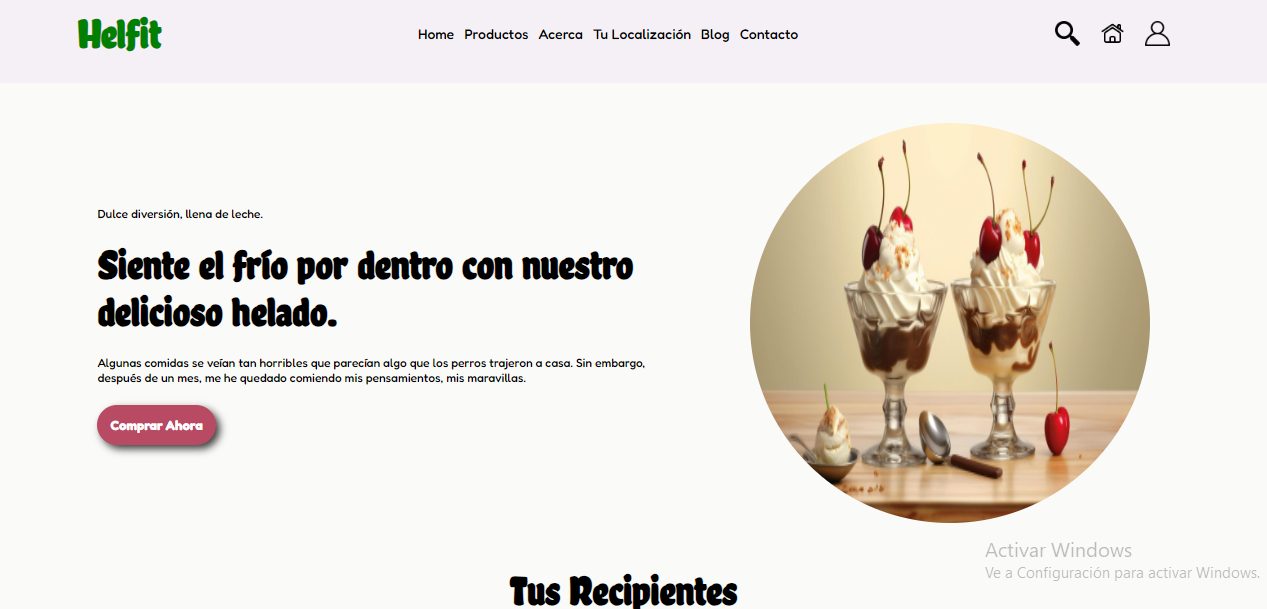 Helfit
Home Productos Acerca Tu Localización Blog Contacto
Dulce diversión, llena de leche.
Siente el frío por dentro con nuestro
delicioso helado.
Algunas comidas se veían tan horribles que parecían algo que los perros trajeron a casa. Sin embargo,
después de un mes, me he quedado comiendo mis pensamientos, mis maravillas.
Comprar Ahora
Activar Windows
Ve a Configuración para activar Windows.
Tus Recipientes